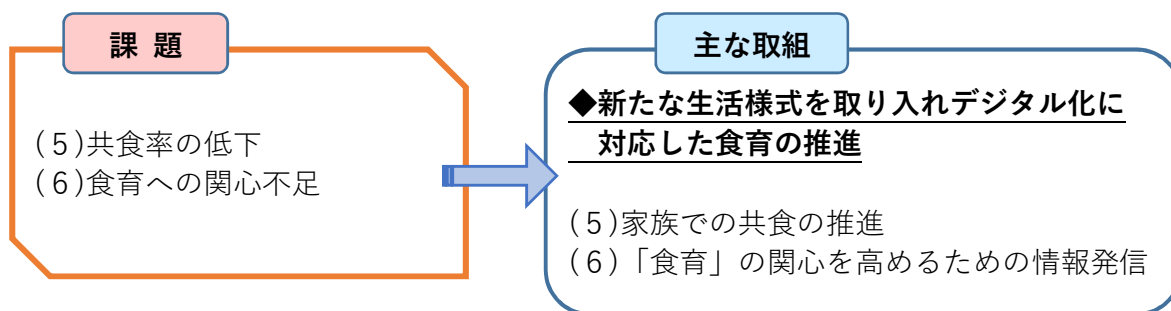 課 題
(５)共食率の低下
(６)食育への関心不足
主な取組
◆新たな生活様式を取り入れデジタル化に
対応した食育の推進
(５)家族での共食の推進
(６)「食育」の関心を高めるための情報発信